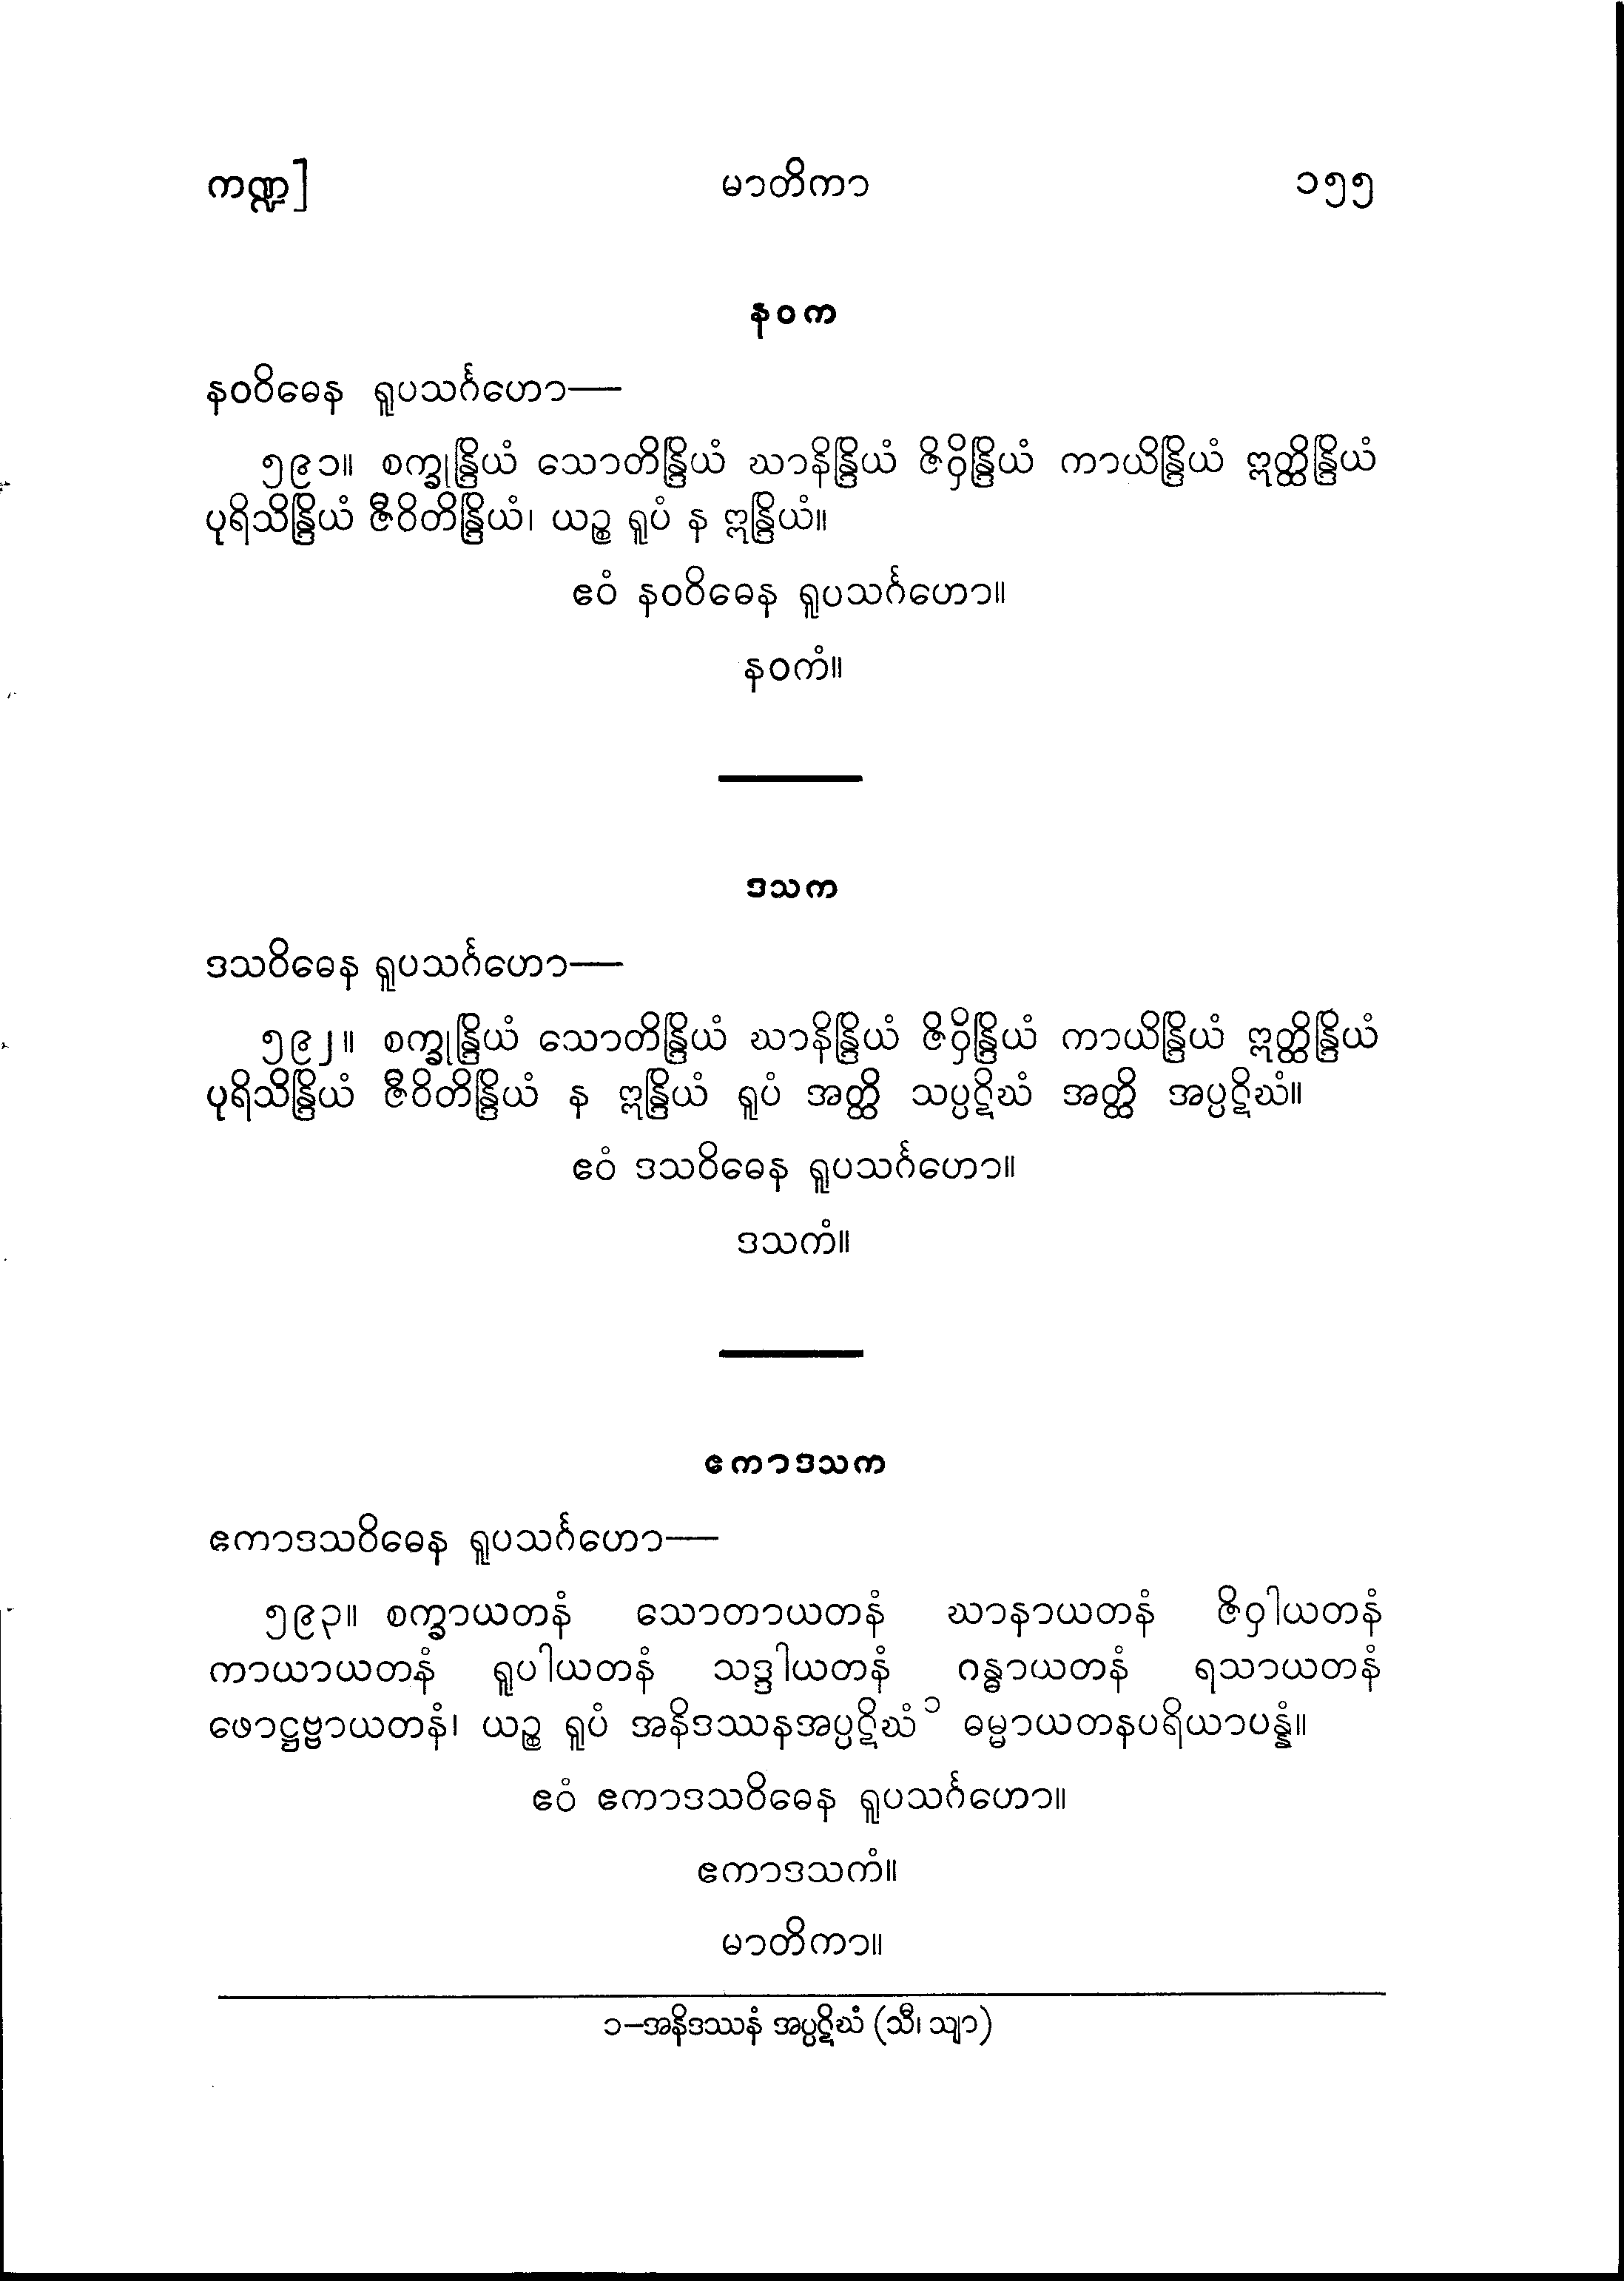 ကဏ္ဍ] မာတိကာ ၁၅၅
နဝက
နဝဝိဓေန ရူပသင်္ဂဟော—
၅၉၁။ စက္ခုန္ဒြိယံ သောတိန္ဒြိယံ ဃာနိန္ဒြိယံ ဇိဝှိန္ဒြိယံ ကာယိန္ဒြိယံ ဣတ္ထိန္ဒြိယံ
ပုရိသိန္ဒြိယံ ဇီဝိတိန္ဒြိယံ၊ ယဉ္စ ရူပံ န ဣန္ဒြိယံ။
ဧဝံ နဝဝိဓေန ရူပသင်္ဂဟော။
နဝကံ။
ဒသက
ဒသဝိဓေန ရူပသင်္ဂဟော—
၅၉၂။ စက္ခုန္ဒြိယံ သောတိန္ဒြိယံ ဃာနိန္ဒြိယံ ဇိဝှိန္ဒြိယံ ကာယိန္ဒြိယံ ဣတ္ထိန္ဒြိယံ
ပုရိသိန္ဒြိယံ ဇီဝိတိန္ဒြိယံ န ဣန္ဒြိယံ ရူပံ အတ္ထိ သပ္ပဋိဃံ အတ္ထိ အပ္ပဋိဃံ။
ဧဝံ ဒသဝိဓေန ရူပသင်္ဂဟော။
ဒသကံ။
ဧကာဒသက
ဧကာဒသဝိဓေန ရူပသင်္ဂဟော—
၅၉၃။ စက္ခာယတနံ သောတာယတနံ ဃာနာယတနံ ဇိဝှါယတနံ
ကာယာယတနံ ရူပါယတနံ သဒ္ဒါယတနံ ဂန္ဓာယတနံ ရသာယတနံ
ဖောဋ္ဌဗ္ဗာယတနံ၊ ယဉ္စ ရူပံ အနိဒဿနအပ္ပဋိဃံ ၁ ဓမ္မာယတနပရိယာပန္နံ။
ဧဝံ ဧကာဒသဝိဓေန ရူပသင်္ဂဟော။
ဧကာဒသကံ။
မာတိကာ။
၁–အနိဒဿနံ အပ္ပဋိဃံ (သီ၊ သျာ)